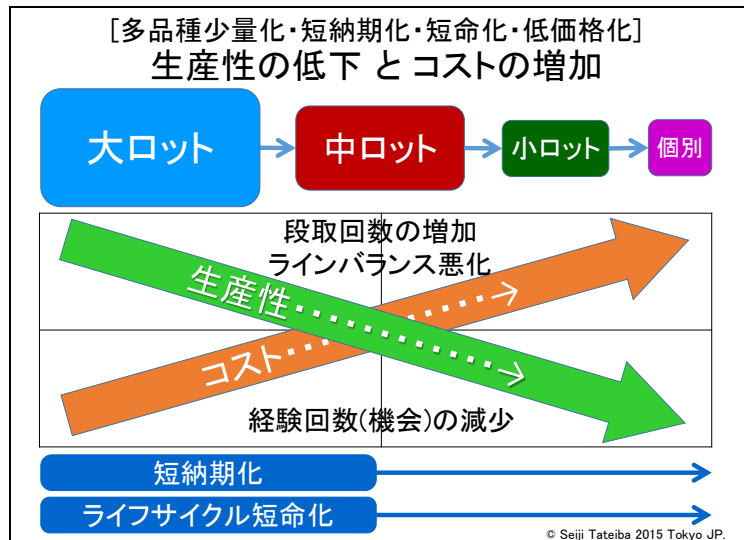 [多品種少量化・短納期化・短命化・低価格化]
生産性の低下 と コストの増加
大ロット
中ロット
小ロット
個別
段取回数の増加
ラインバランス悪化
生産性・・・・・・・・・・・・・→
コスト・・・・・・・・・・・・・→
経験回数(機会)の減少
短納期化
ライフサイクル短命化
© Seiji Tateiba 2015 Tokyo JP.